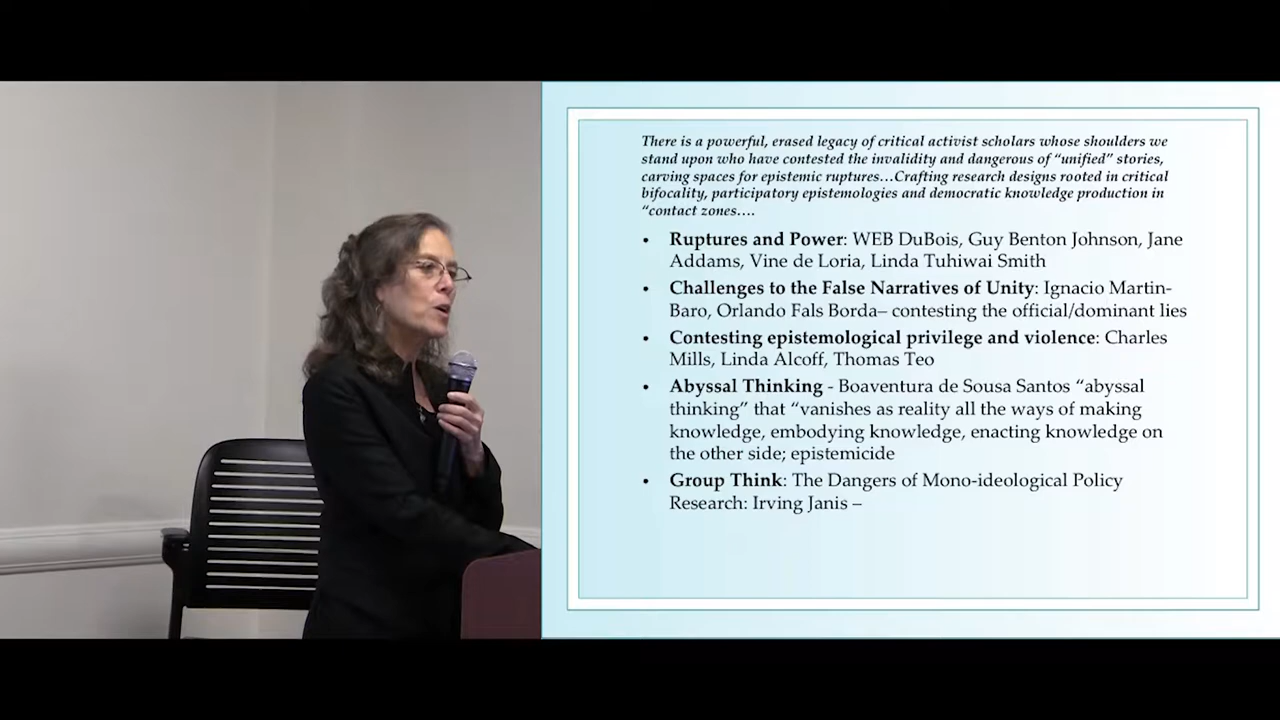 There is a powerful, erased legacy of critical activist scholars whose shoulders we
stand upon who have contested the invalidity and dangerous of “unified” stories,
carving spaces for epistemic ruptures…Crafting research designs rooted in critical
bifocality, participatory epistemologies and democratic knowledge production in
“contact zones….
• Ruptures and Power: WEB DuBois, Guy Benton Johnson, Jane
Addams, Vine de Loria, Linda Tuhiwai Smith
• Challenges to the False Narratives of Unity: Ignacio Martin-
Baro, Orlando Fals Borda– contesting the official/dominant lies
• Contesting epistemological privilege and violence: Charles
Mills, Linda Alcoff, Thomas Teo
• Abyssal Thinking - Boaventura de Sousa Santos “abyssal
thinking” that “vanishes as reality all the ways of making
knowledge, embodying knowledge, enacting knowledge on
the other side; epistemicide
• Group Think: The Dangers of Mono-ideological Policy
Research: Irving Janis –